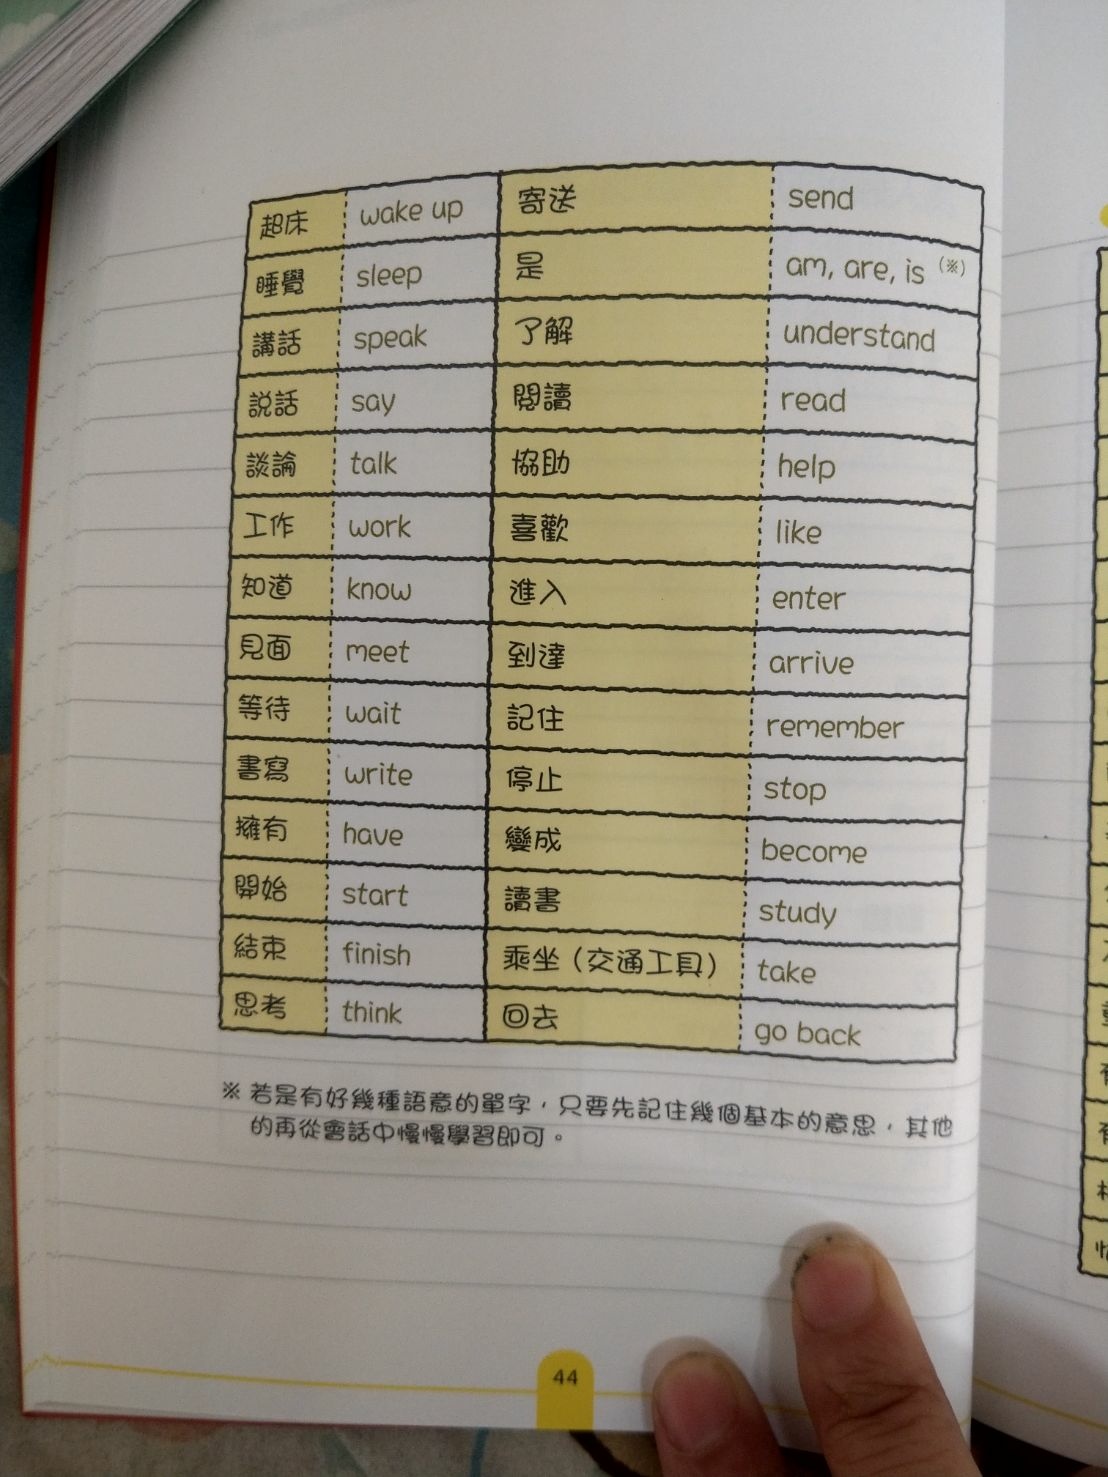 起床 wake up 寄送 send
睡覺 sleep 是 am, are, is (※)
講話 speak 了解 understand
説話 say 閱讀 read
談論 talk 協助 help
工作 work 喜歡 like
知道 know 進入 enter
見面 meet 到達 arrive
等待 wait 記住 remember
書寫 write 停止 stop
擁有 have 變成 become
開始 start 讀書 study
結束 finish 乘坐（交通工具） take
思考 think 回去 go back
※ 若是有好幾種語意的單字，只要先記住幾個基本的意思，其他
的再從會話中慢慢學習即可。
44